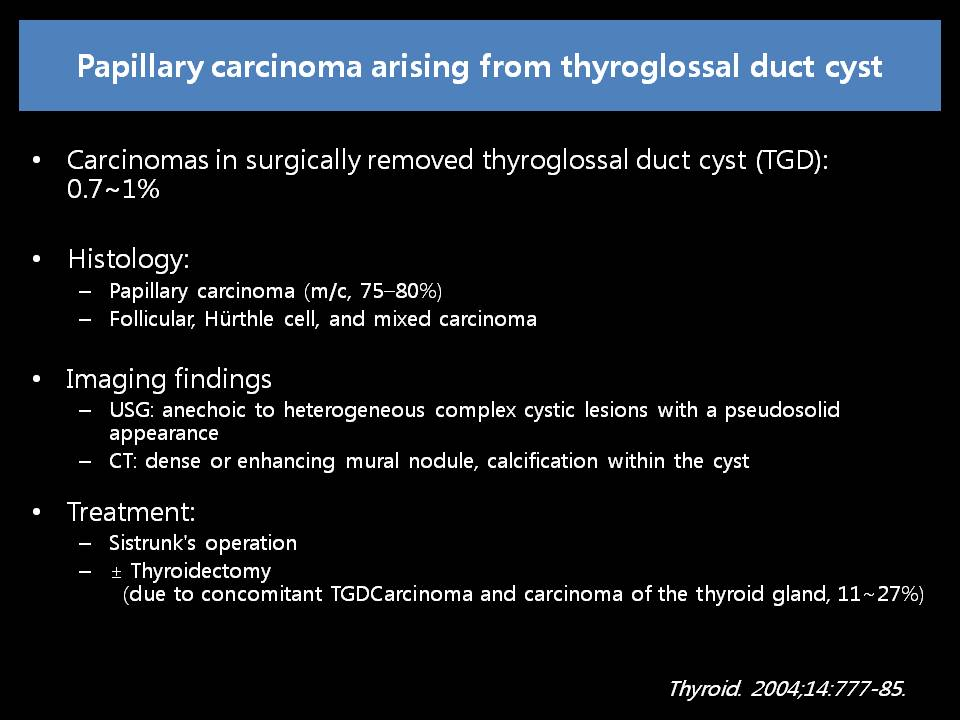 Papillary carcinoma arising from thyroglossal duct cyst
• Carcinomas in surgically removed thyroglossal duct cyst (TGD):
0.7~1%
• Histology:
– Papillary carcinoma (m/c, 75–80%)
– Follicular, Hürthle cell, and mixed carcinoma
• Imaging findings
– USG: anechoic to heterogeneous complex cystic lesions with a pseudosolid
appearance
– CT: dense or enhancing mural nodule, calcification within the cyst
• Treatment:
– Sistrunk's operation
– ± Thyroidectomy
(due to concomitant TGDCarcinoma and carcinoma of the thyroid gland, 11~27%)
Thyroid. 2004;14:777-85.